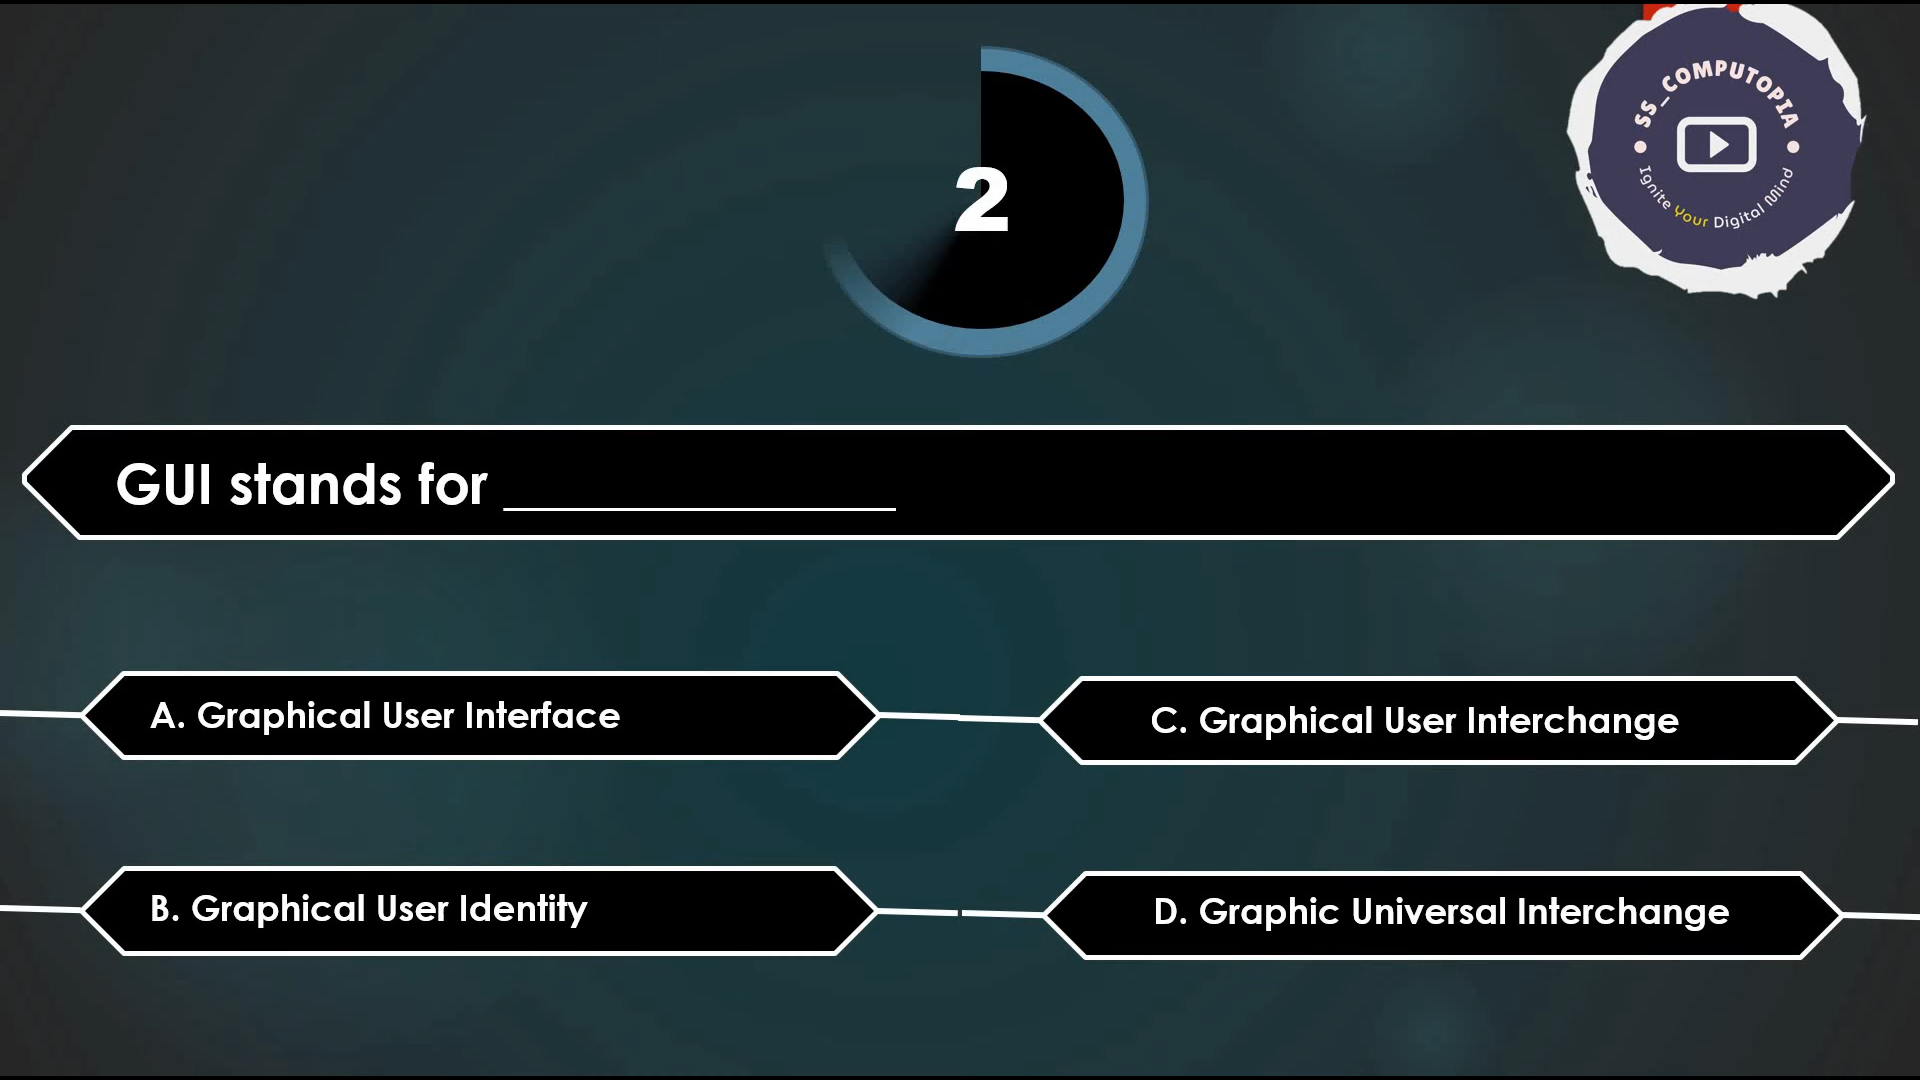 SS_COMPUTOPIA
Ignite Your Digital Mind
2
GUI stands for ______________
A. Graphical User Interface
C. Graphical User Interchange
B. Graphical User Identity
D. Graphic Universal Interchange